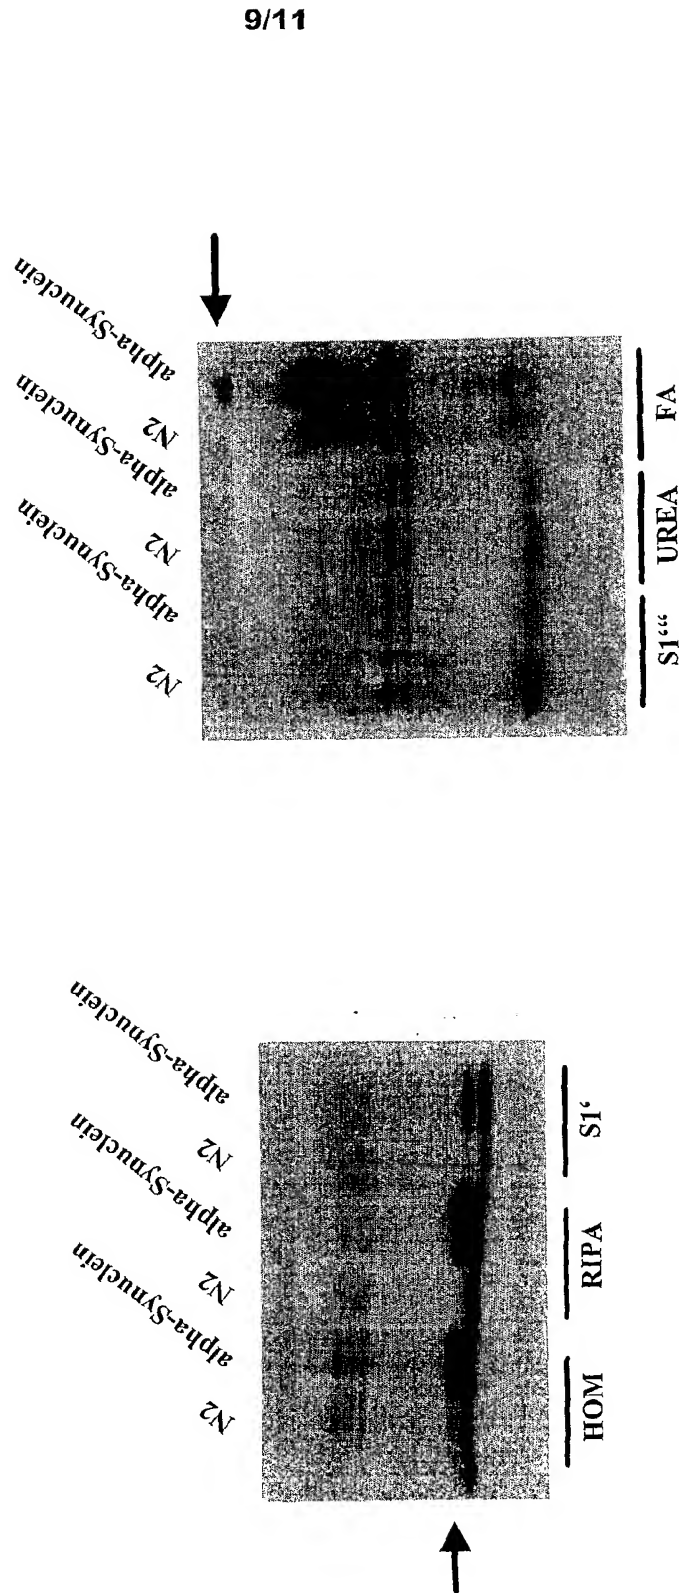 9/11
N2
alpha-Synuclein
N2
alpha-Synuclein
N2
alpha-Synuclein
HOM
RIPA
S1‘
N2
alpha-Synuclein
N2
alpha-Synuclein
N2
alpha-Synuclein
S1“‘
UREA
FA